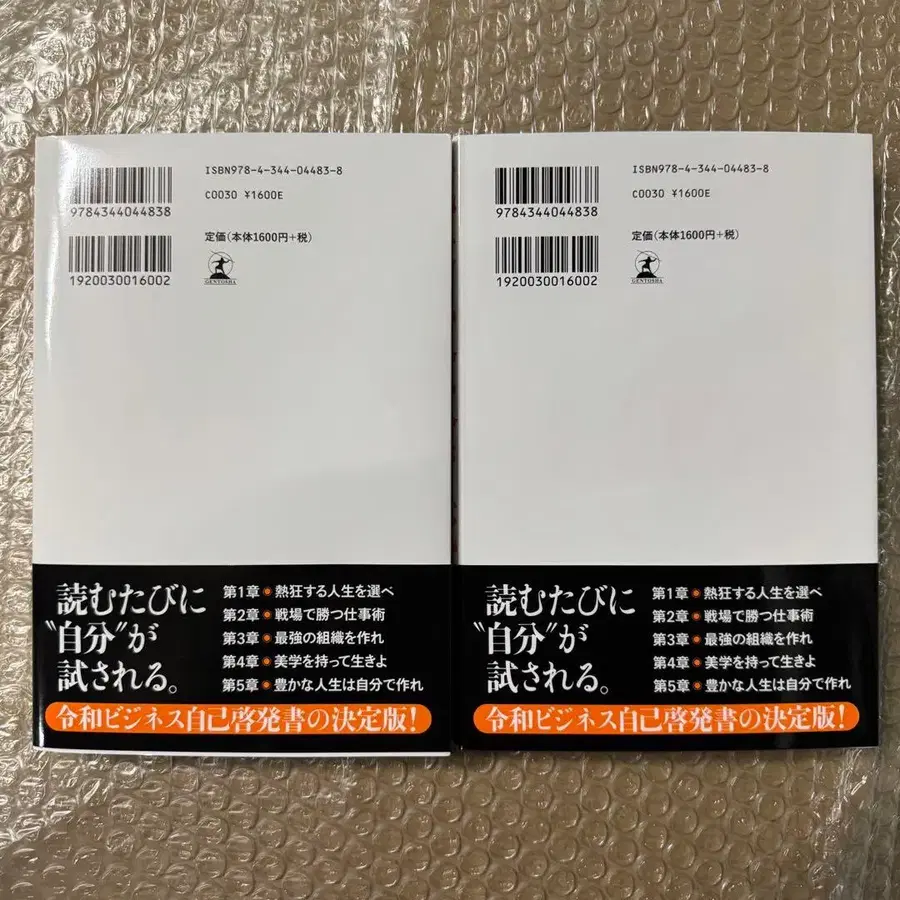 ISBN978-4-344-04483-8
C0030 ¥1600E
9784344044838
定価(本体1600円+税)
1920030016002
GENTOSHA
読むたびに
"自分"が
試される。
第1章●熱狂する人生を選べ
第2章●戦場で勝つ仕事術
第3章●最強の組織を作れ
第4章●美学を持って生きよ
第5章●豊かな人生は自分で作れ
令和ビジネス自己啓発書の決定版!
ISBN978-4-344-04483-8
C0030 ¥1600E
9784344044838
定価(本体1600円+税)
1920030016002
GENTOSHA
読むたびに
"自分"が
試される。
第1章●熱狂する人生を選べ
第2章●戦場で勝つ仕事術
第3章●最強の組織を作れ
第4章●美学を持って生きよ
第5章●豊かな人生は自分で作れ
令和ビジネス自己啓発書の決定版!